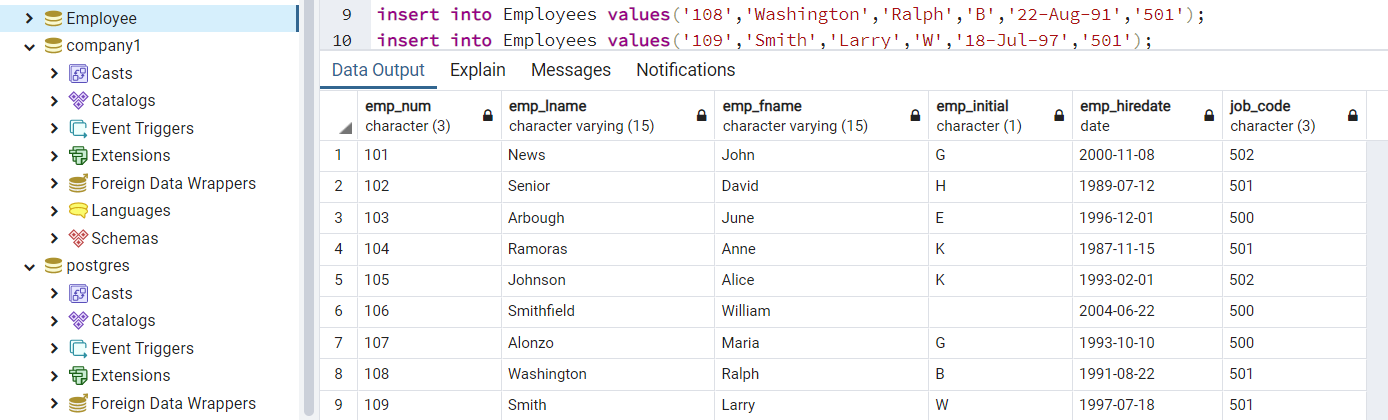 Employee
company1
Casts
Catalogs
Event Triggers
Extensions
Foreign Data Wrappers
Languages
Schemas
postgres
Casts
Catalogs
Event Triggers
Extensions
Foreign Data Wrappers
9 insert into Employees values('108','Washington','Ralph','B','22-Aug-91','501');
10 insert into Employees values('109','Smith','Larry','W','18-Jul-97','501');
Data Output Explain Messages Notifications
emp_num emp_lname emp_fname emp_initial emp_hiredate job_code
character (3) character varying (15) character varying (15) character (1) date character (3)
1 101 News John G 2000-11-08 502
2 102 Senior David H 1989-07-12 501
3 103 Arbough June E 1996-12-01 500
4 104 Ramoras Anne K 1987-11-15 501
5 105 Johnson Alice K 1993-02-01 502
6 106 Smithfield William 2004-06-22 500
7 107 Alonzo Maria G 1993-10-10 500
8 108 Washington Ralph B 1991-08-22 501
9 109 Smith Larry W 1997-07-18 501